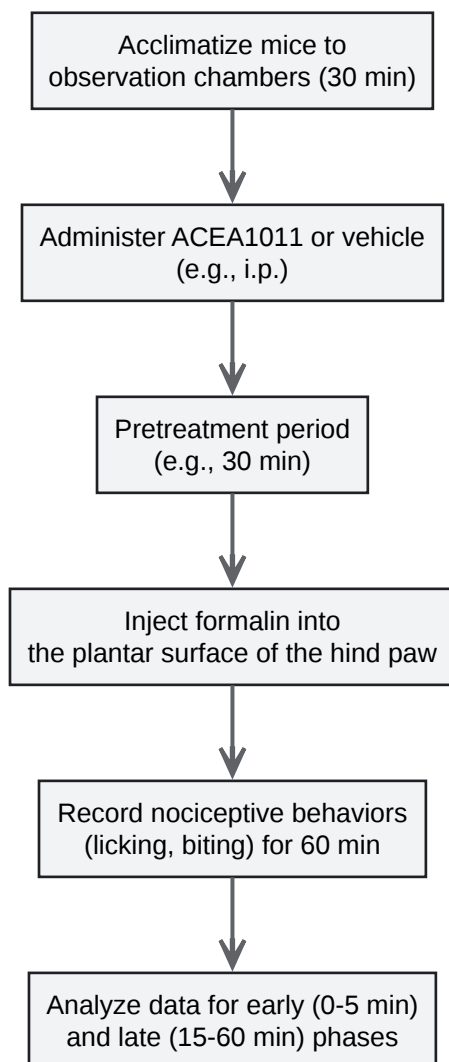 Acclimatize mice to
observation chambers (30 min)
Administer ACEA1011 or vehicle
(e.g., i.p.)
Pretreatment period
(e.g., 30 min)
Inject formalin into
the plantar surface of the hind paw
Record nociceptive behaviors
(licking, biting) for 60 min
Analyze data for early (0-5 min)
and late (15-60 min) phases